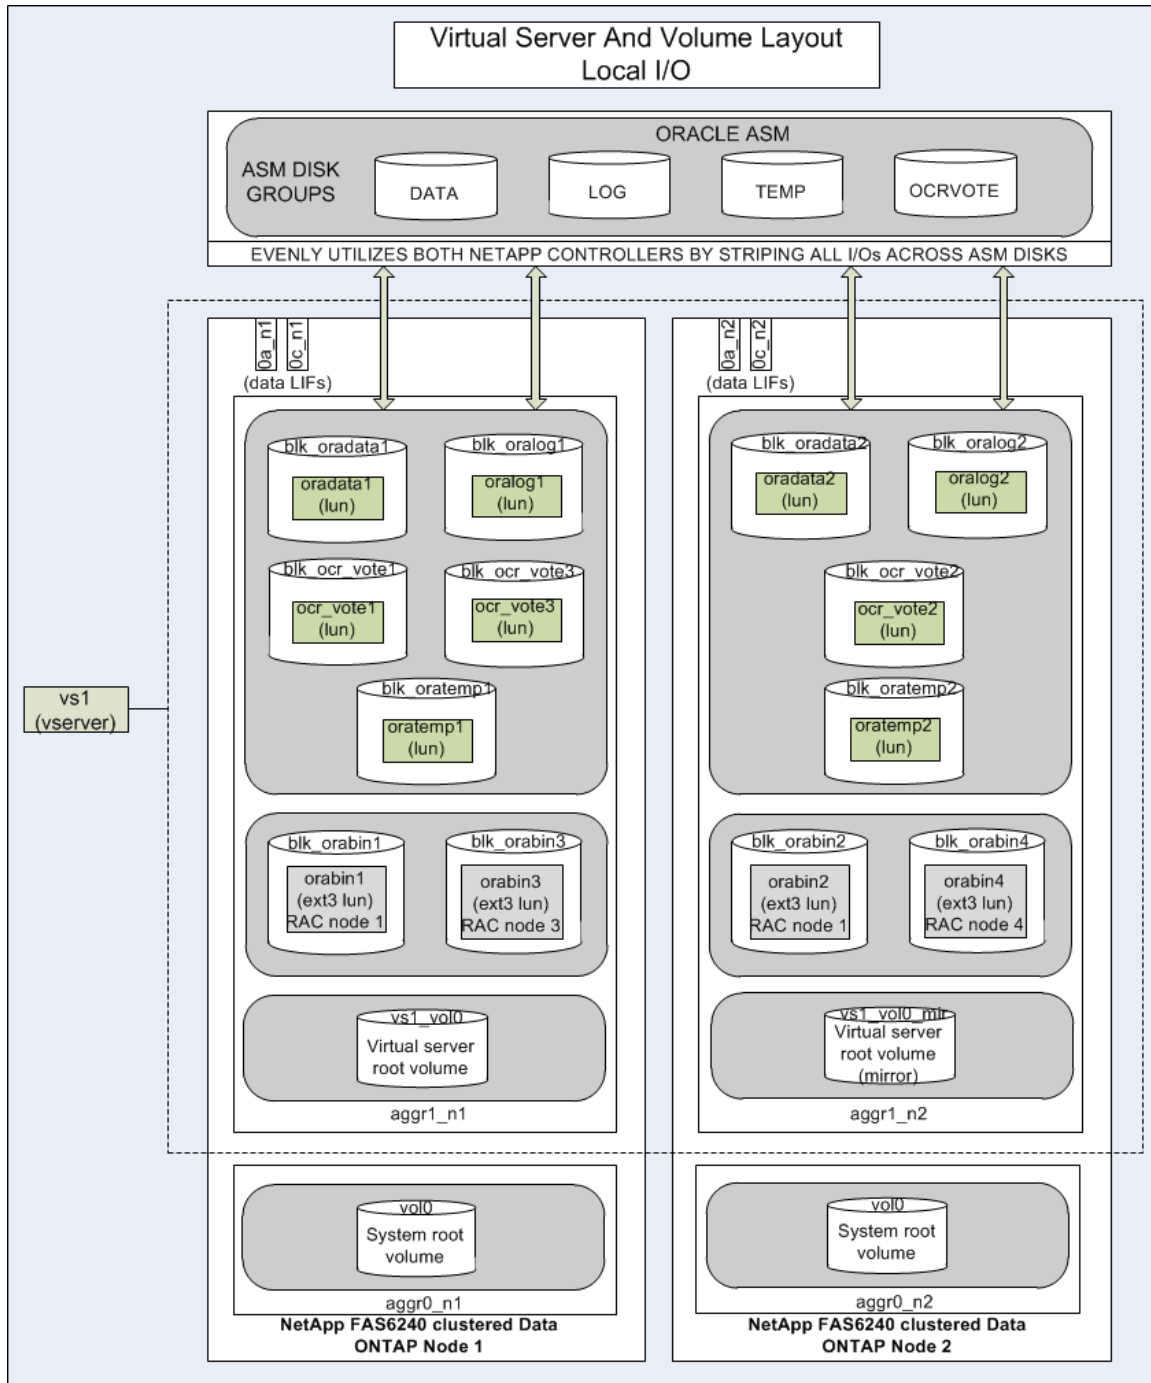 Virtual Server And Volume Layout
Local I/O
ORACLE ASM
ASM DISK
GROUPS
DATA
LOG
TEMP
OCRVOTE
EVENLY UTILIZES BOTH NETAPP CONTROLLERS BY STRIPING ALL I/Os ACROSS ASM DISKS
0a_n1
0c_n1
(data LIFs)
0a_n2
0c_n2
(data LIFs)
blk_oradata1
oradata1
(lun)
blk_oralog1
oralog1
(lun)
blk_ocr_vote1
ocr_vote1
(lun)
blk_ocr_vote3
ocr_vote3
(lun)
blk_oratemp1
oratemp1
(lun)
blk_oradata2
oradata2
(lun)
blk_oralog2
oralog2
(lun)
blk_ocr_vote2
ocr_vote2
(lun)
blk_oratemp2
oratemp2
(lun)
vs1
(vserver)
blk_orabin1
orabin1
(ext3 lun)
RAC node 1
blk_orabin3
orabin3
(ext3 lun)
RAC node 3
blk_orabin2
orabin2
(ext3 lun)
RAC node 1
blk_orabin4
orabin4
(ext3 lun)
RAC node 4
vs1_vol0
Virtual server
root volume
aggr1_n1
vs1_vol0_mir
Virtual server
root volume
(mirror)
aggr1_n2
vol0
System root
volume
aggr0_n1
NetApp FAS6240 clustered Data
ONTAP Node 1
vol0
System root
volume
aggr0_n2
NetApp FAS6240 clustered Data
ONTAP Node 2